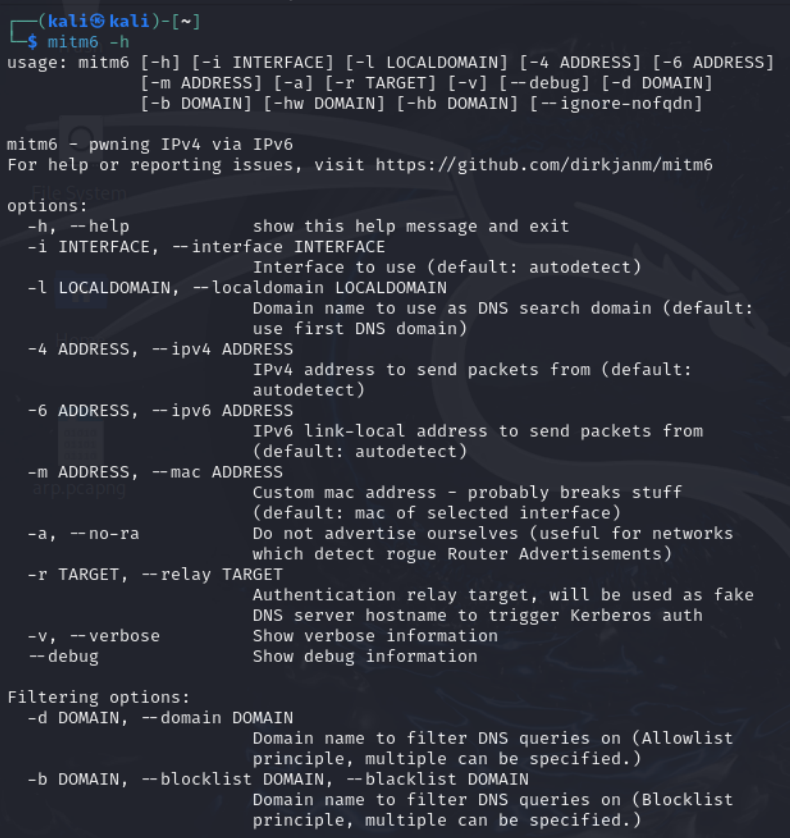 ┌──(kali㉿kali)-[~]
└─$ mitm6 -h
usage: mitm6 [-h] [-i INTERFACE] [-l LOCALDOMAIN] [-4 ADDRESS] [-6 ADDRESS]
[-m ADDRESS] [-a] [-r TARGET] [-v] [--debug] [-d DOMAIN]
[-b DOMAIN] [-hw DOMAIN] [-hb DOMAIN] [--ignore-nofqdn]
mitm6 - pwning IPv4 via IPv6
For help or reporting issues, visit https://github.com/dirkjanm/mitm6
File System
options:
-h, --help show this help message and exit
-i INTERFACE, --interface INTERFACE
Interface to use (default: autodetect)
-l LOCALDOMAIN, --localdomain LOCALDOMAIN
Domain name to use as DNS search domain (default:
use first DNS domain)
-4 ADDRESS, --ipv4 ADDRESS
IPv4 address to send packets from (default:
autodetect)
-6 ADDRESS, --ipv6 ADDRESS
IPv6 link-local address to send packets from
(default: autodetect)
-m ADDRESS, --mac ADDRESS
arp.pcapng
Custom mac address - probably breaks stuff
(default: mac of selected interface)
-a, --no-ra Do not advertise ourselves (useful for networks
which detect rogue Router Advertisements)
-r TARGET, --relay TARGET
Authentication relay target, will be used as fake
DNS server hostname to trigger Kerberos auth
-v, --verbose Show verbose information
--debug Show debug information
Filtering options:
-d DOMAIN, --domain DOMAIN
Domain name to filter DNS queries on (Allowlist
principle, multiple can be specified.)
-b DOMAIN, --blocklist DOMAIN, --blacklist DOMAIN
Domain name to filter DNS queries on (Blocklist
principle, multiple can be specified.)